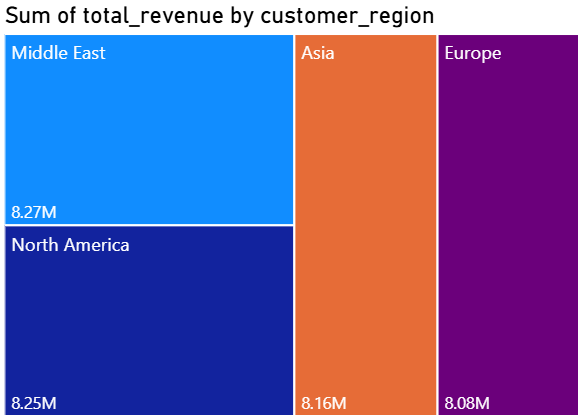 Sum of total_revenue by customer_region
Middle East
8.27M
North America
8.25M
Asia
8.16M
Europe
8.08M